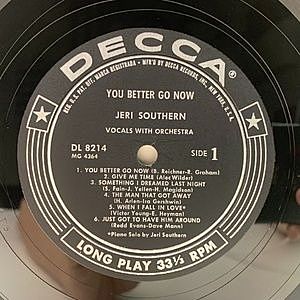 DECCA
REG. U.S. PAT. OFF. MARCA REGISTRADA - MF'D BY DECCA RECORDS, INC., NEW YORK, U.S.A.
YOU BETTER GO NOW
JERI SOUTHERN
VOCALS WITH ORCHESTRA
DL 8214
MG 4364
SIDE 1
1. YOU BETTER GO NOW (B. Reichner-R. Graham)
2. GIVE ME TIME (Alec Wilder)
3. SOMETHING I DREAMED LAST NIGHT
(S. Fain-J. Yellen-H. Magidson)
4. THE MAN THAT GOT AWAY
(H. Arlen-Ira Gershwin)
5. WHEN I FALL IN LOVE*
(Victor Young-E. Heyman)
6. JUST GOT TO HAVE HIM AROUND
(Redd Evans-Dave Mann)
*Piano Solo by Jeri Southern
LONG PLAY 33⅓ RPM